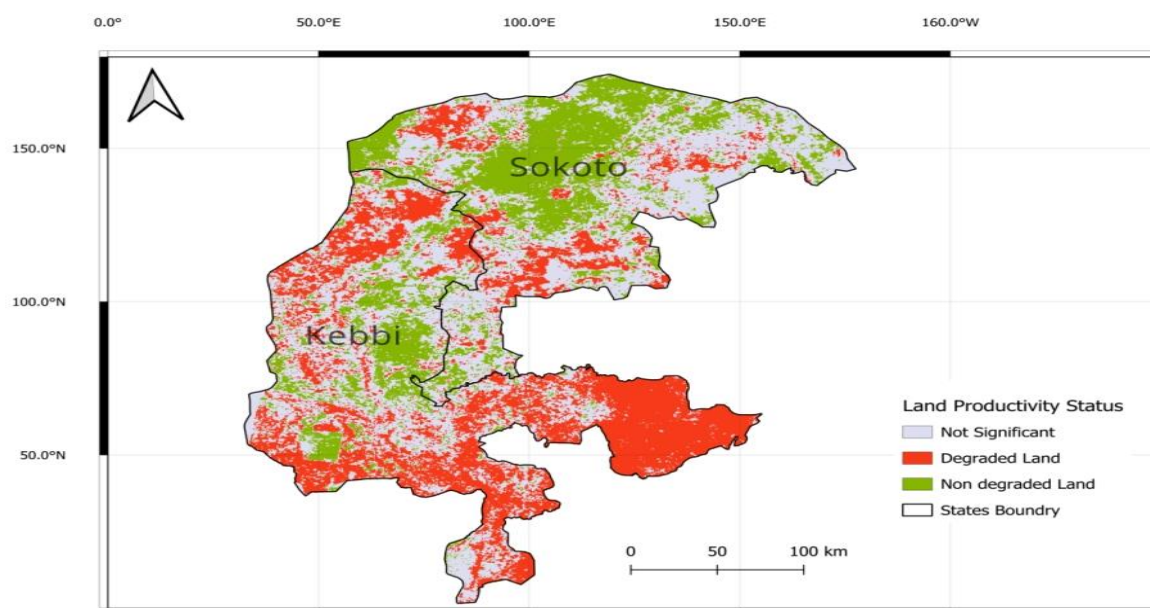 0.0°
50.0°E
100.0°E
150.0°E
160.0°W
150.0°N
Sokoto
100.0°N
Kebbi
50.0°N
Land Productivity Status
Not Significant
Degraded Land
Non degraded Land
States Boundry
0 50 100 km